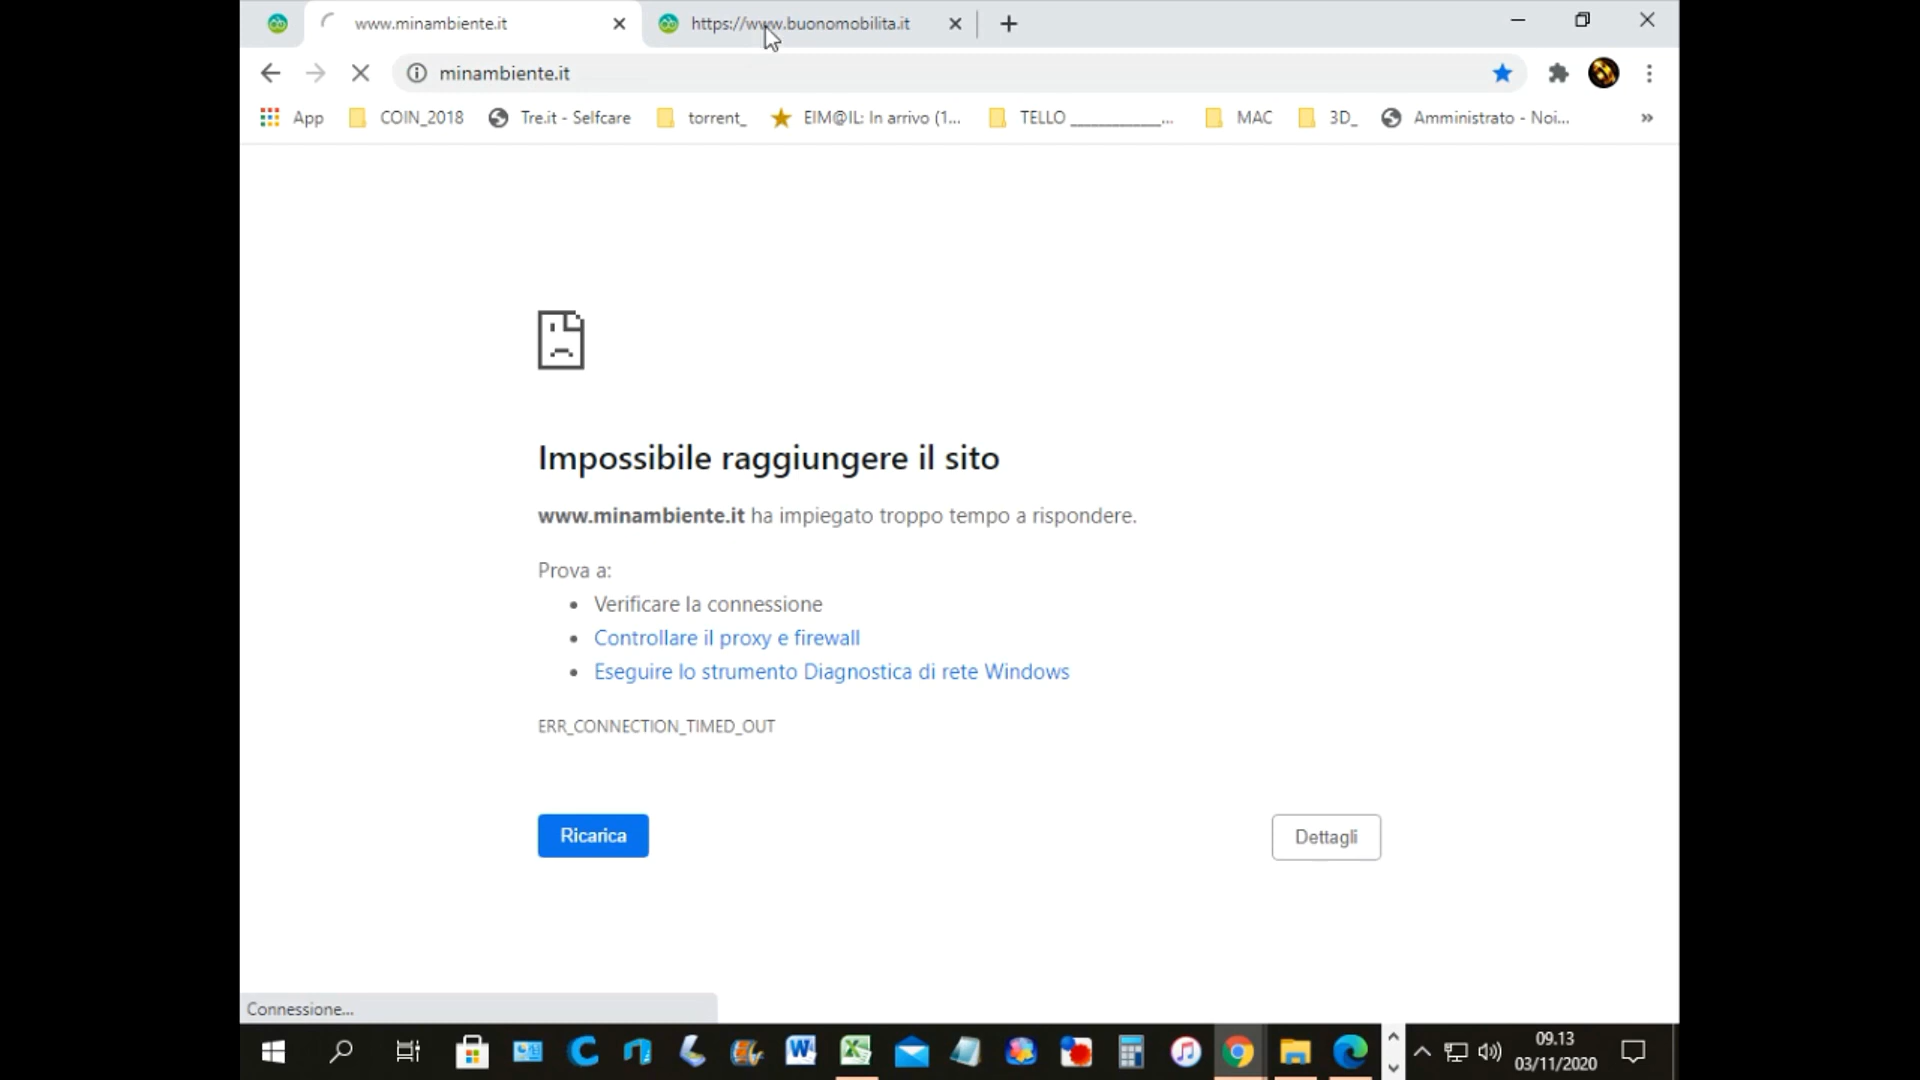 www.minambiente.it
https://www.buonomobilita.it
minambiente.it
App COIN_2018 Tre.it - Selfcare torrent_ EIM@IL: In arrivo (1... TELLO ___________... MAC 3D_ Amministrato - Noi... »
Impossibile raggiungere il sito
www.minambiente.it ha impiegato troppo tempo a rispondere.
Prova a:
• Verificare la connessione
• Controllare il proxy e firewall
• Eseguire lo strumento Diagnostica di rete Windows
ERR_CONNECTION_TIMED_OUT
Ricarica
Dettagli
Connessione...
09.13
03/11/2020